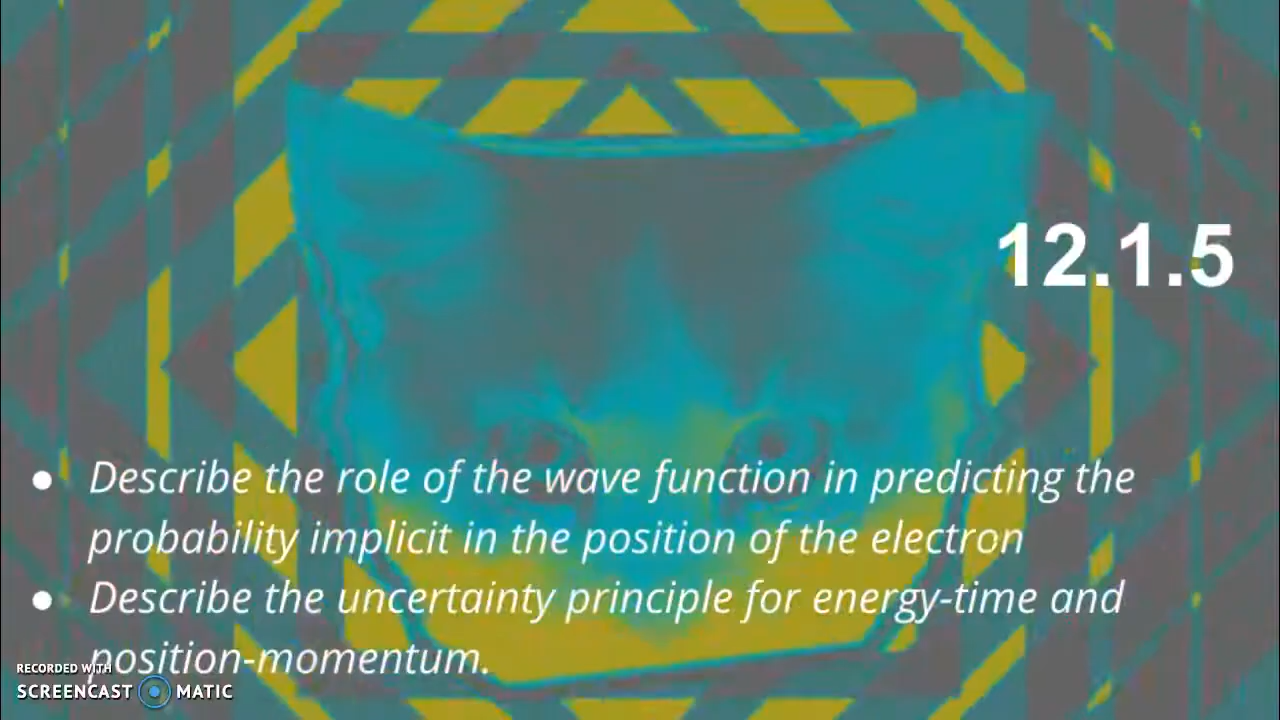 12.1.5
● Describe the role of the wave function in predicting the
probability implicit in the position of the electron
● Describe the uncertainty principle for energy-time and
position-momentum.
RECORDED WITH
SCREENCAST MATIC